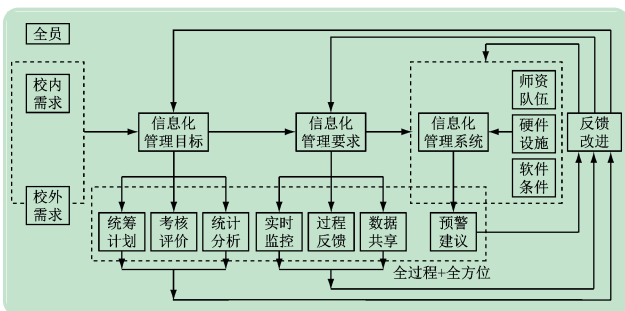 全员
校内
需求
校外
需求
信息化
管理目标
信息化
管理要求
信息化
管理系统
师资
队伍
硬件
设施
软件
条件
反馈
改进
统筹
计划
考核
评价
统计
分析
实时
监控
过程
反馈
数据
共享
预警
建议
全过程+全方位